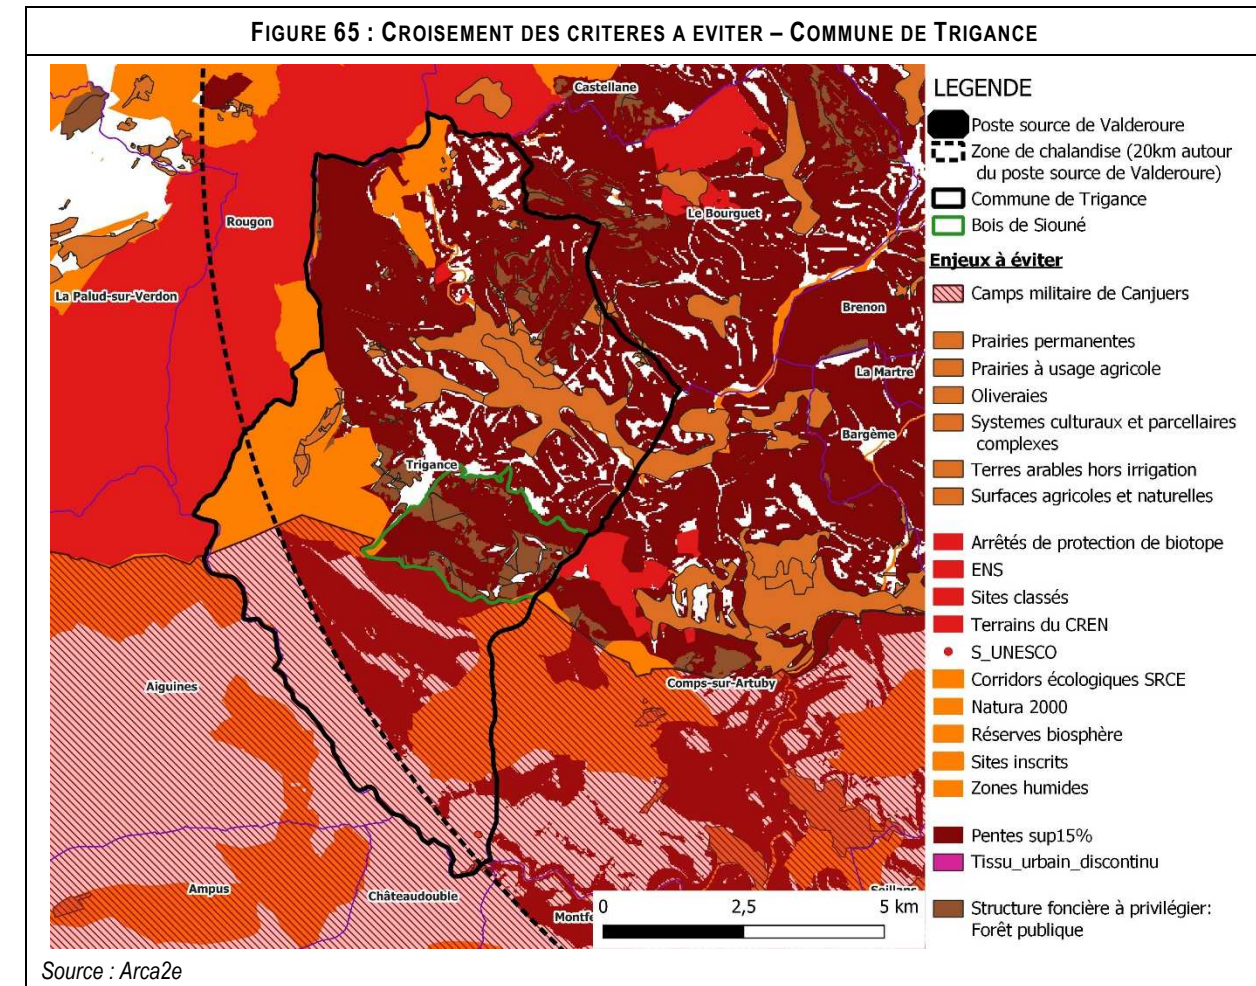 FIGURE 65 : CROISEMENT DES CRITERES A EVITER – COMMUNE DE TRIGANCE
Castellane
Rougon
Le Bourguet
La Palud-sur-Verdon
Brenon
La Martre
Bargème
Trigance
Comps-sur-Artuby
Aiguines
Ampus
Châteaudouble
Montfe
Seillans
0 2,5 5 km
LEGENDE
Poste source de Valderoure
Zone de chalandise (20km autour
du poste source de Valderoure)
Commune de Trigance
Bois de Siouné
Enjeux à éviter
Camps militaire de Canjuers
Prairies permanentes
Prairies à usage agricole
Oliveraies
Systemes culturaux et parcellaires
complexes
Terres arables hors irrigation
Surfaces agricoles et naturelles
Arrêtés de protection de biotope
ENS
Sites classés
Terrains du CREN
S_UNESCO
Corridors écologiques SRCE
Natura 2000
Réserves biosphère
Sites inscrits
Zones humides
Pentes sup15%
Tissu_urbain_discontinu
Structure foncière à privilégier:
Forêt publique
Source : Arca2e